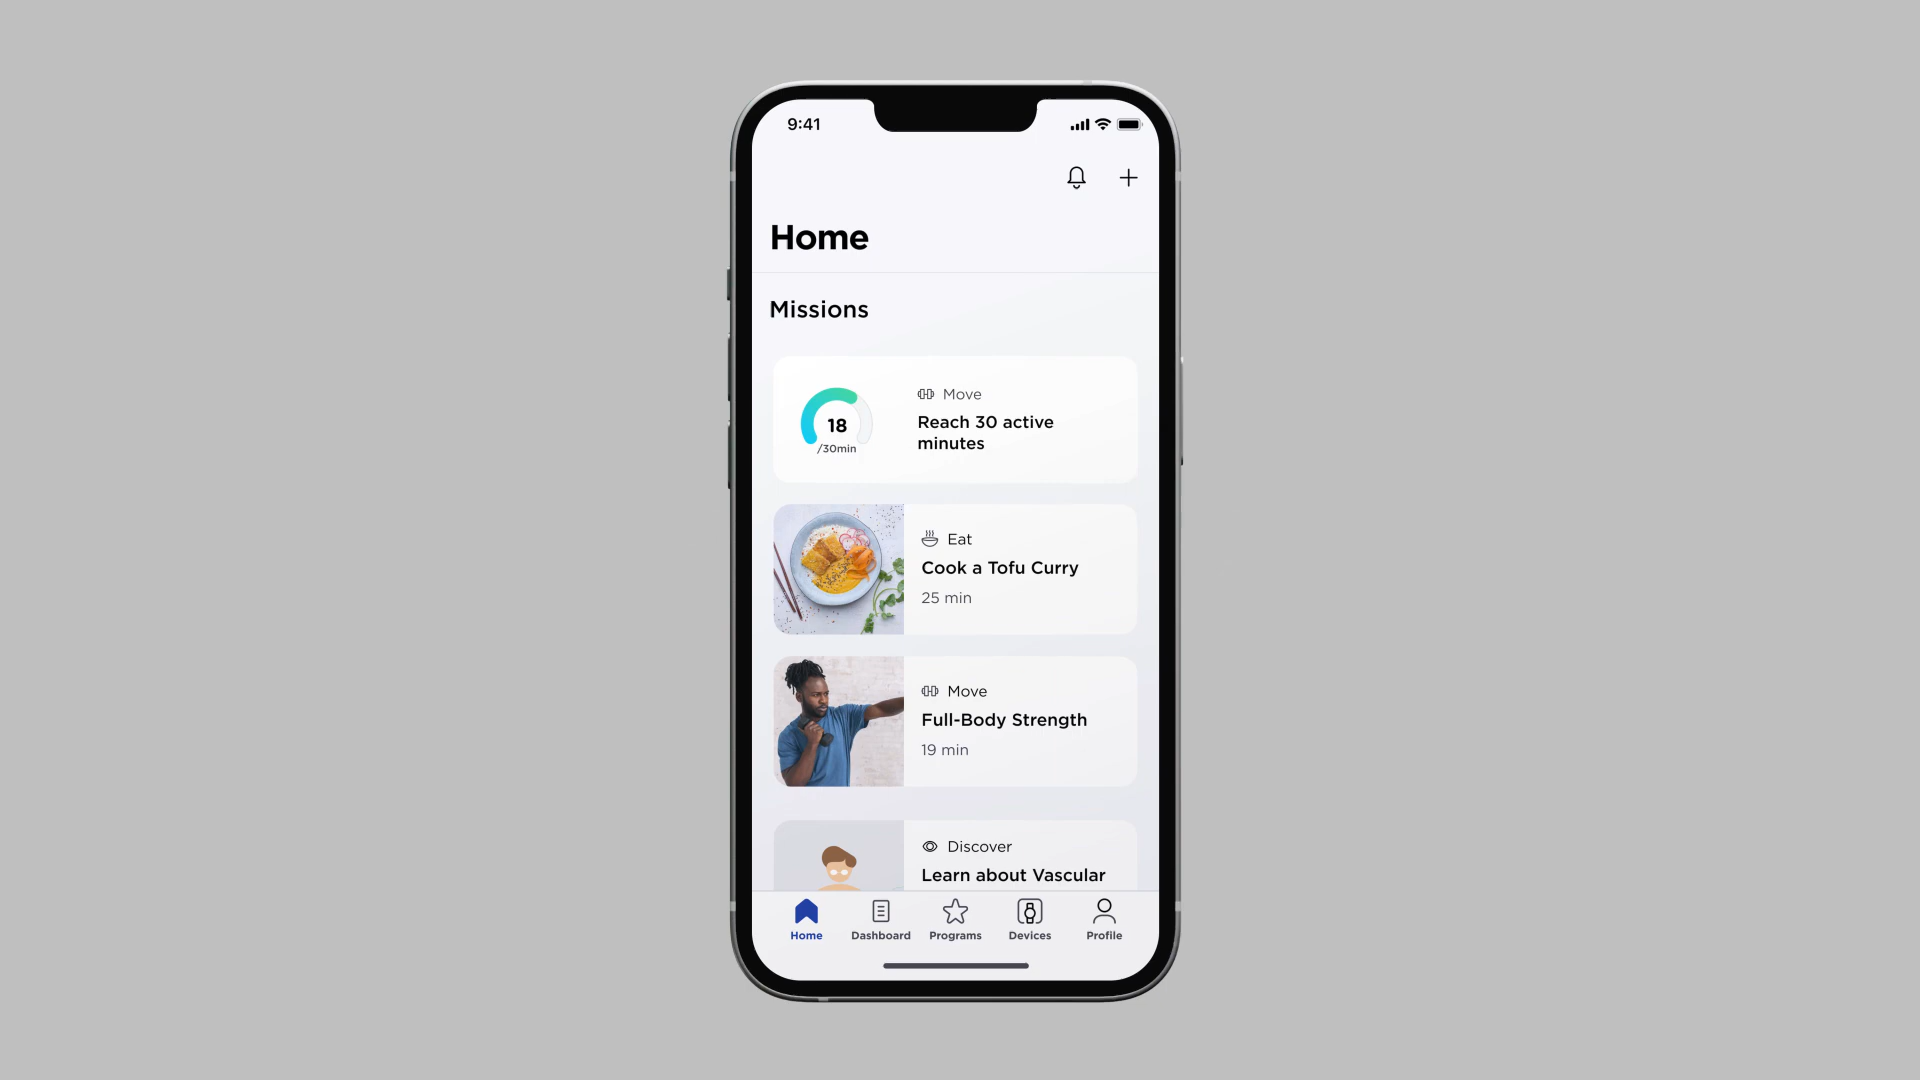 9:41
Home
Missions
18
/30min
Move
Reach 30 active
minutes
Eat
Cook a Tofu Curry
25 min
Move
Full-Body Strength
19 min
Discover
Learn about Vascular
Home
Dashboard
Programs
Devices
Profile